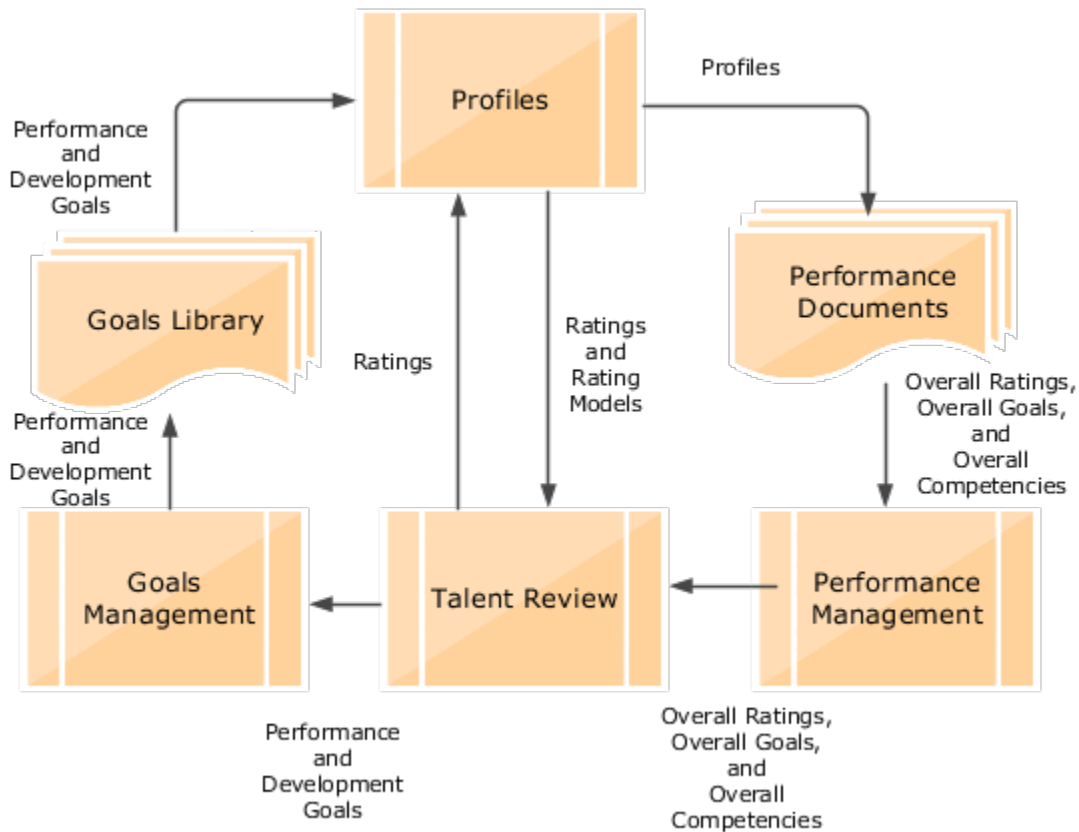 Profiles
Profiles
Performance
and
Development
Goals
Goals Library
Performance
Documents
Ratings
Ratings
and
Rating
Models
Overall Ratings,
Overall Goals,
and
Overall
Competencies
Performance
and
Development
Goals
Goals
Management
Talent Review
Performance
Management
Performance
and
Development
Goals
Overall Ratings,
Overall Goals,
and
Overall
Competencies